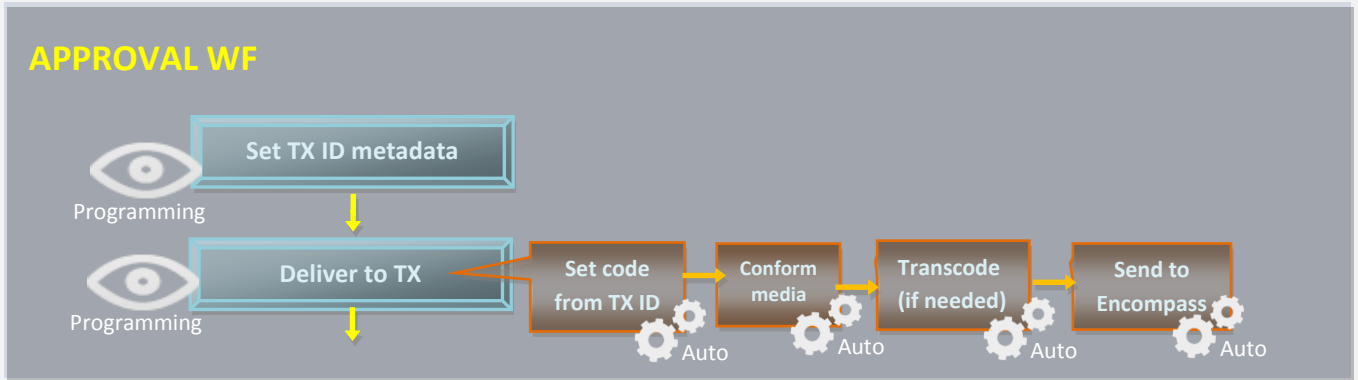 APPROVAL WF
Set TX ID metadata
Programming
Deliver to TX
Programming
Set code
from TX ID
Auto
Conform
media
Auto
Transcode
(if needed)
Auto
Send to
Encompass
Auto